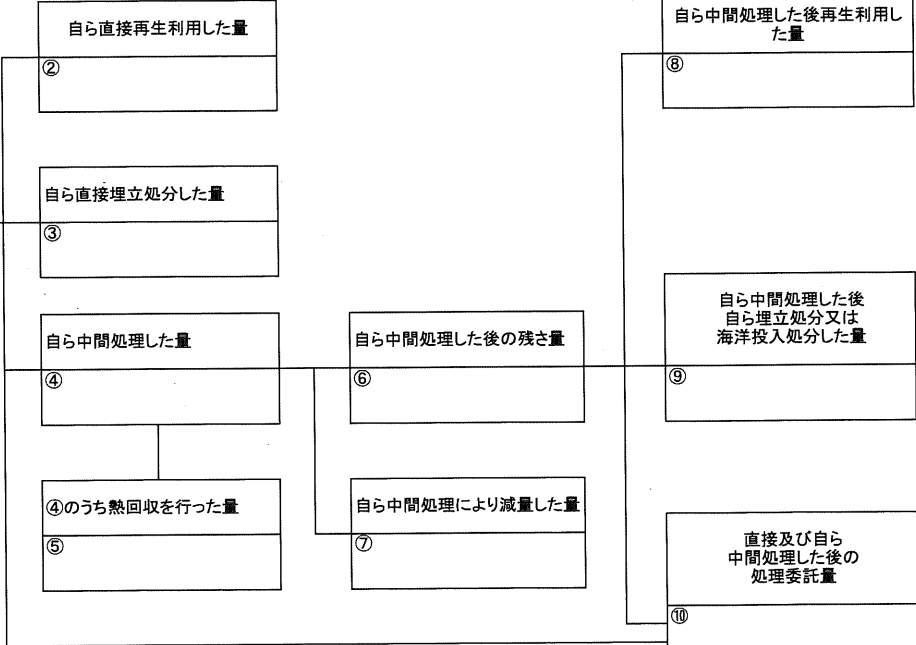 自ら直接再生利用した量
②
自ら直接埋立処分した量
③
自ら中間処理した量
④
④のうち熱回収を行った量
⑤
自ら中間処理した後の残さ量
⑥
自ら中間処理により減量した量
⑦
自ら中間処理した後再生利用し
た量
⑧
自ら中間処理した後
自ら埋立処分又は
海洋投入処分した量
⑨
直接及び自ら
中間処理した後の
処理委託量
⑩